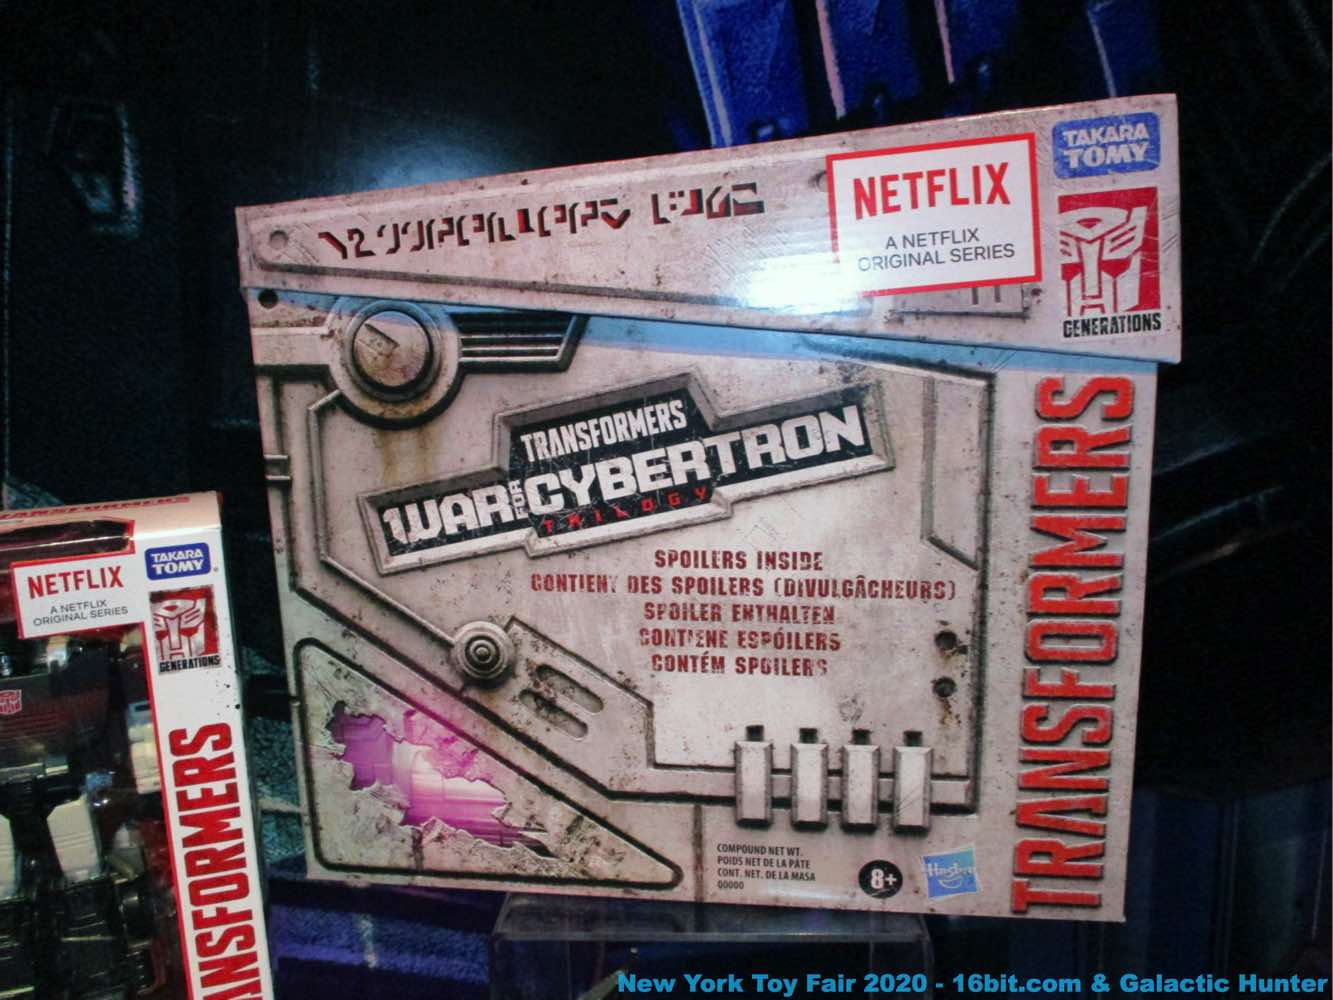 TAKARA
TOMY
NETFLIX
A NETFLIX
ORIGINAL SERIES
GENERATIONS
TRANSFORMERS
TRANSFORMERS
WAR FOR CYBERTRON
TRILOGY
SPOILERS INSIDE
CONTIENT DES SPOILERS (DIVULGÂCHEURS)
SPOILER ENTHALTEN
CONTIENE ESPÓILERS
CONTÉM SPOILERS
COMPOUND NET WT.
POIDS NET DE LA PÂTE
CONT. NET. DE LA MASA
00000
8+
Hasbro
TRANSFORMERS
NETFLIX
A NETFLIX
ORIGINAL SERIES
TAKARA
TOMY
GENERATIONS
TRANSFORMERS
New York Toy Fair 2020 - 16bit.com & Galactic Hunter